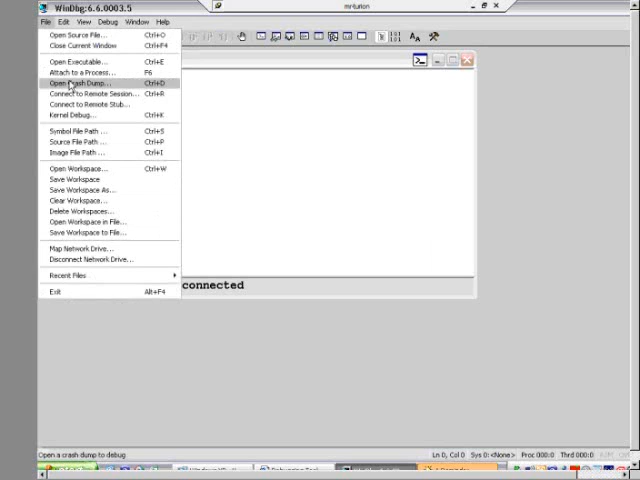 WinDbg:6.6.0003.5
mr-turion
File Edit View Debug Window Help
Open Source File... Ctrl+O
Close Current Window Ctrl+F4
Open Executable... Ctrl+E
Attach to a Process... F6
Open Crash Dump... Ctrl+D
Connect to Remote Session... Ctrl+R
Connect to Remote Stub...
Kernel Debug... Ctrl+K
Symbol File Path ... Ctrl+S
Source File Path ... Ctrl+P
Image File Path ... Ctrl+I
Open Workspace... Ctrl+W
Save Workspace
Save Workspace As...
Clear Workspace...
Delete Workspaces...
Open Workspace in File...
Save Workspace to File...
Map Network Drive...
Disconnect Network Drive...
Recent Files
connected
Exit Alt+F4
Open a crash dump to debug
Ln 0, Col 0 Sys 0:<None> Proc 000:0 Thrd 000:0